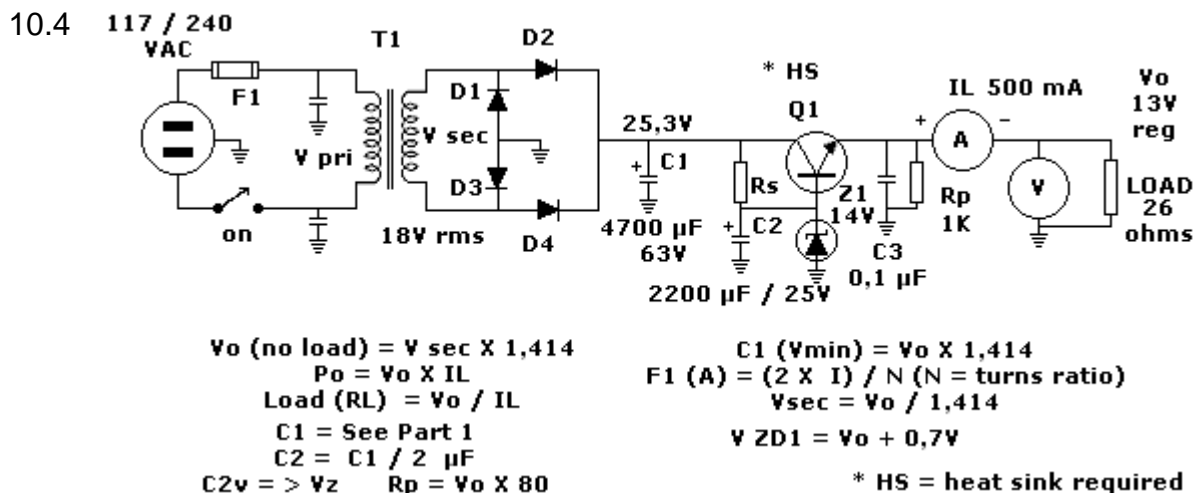 10.4
117 / 240
VAC
F1
T1
D2
D1
D3
D4
V pri
V sec
on
18V rms
25,3V
C1
4700 µF
63V
* HS
Q1
Rs
C2
2200 µF / 25V
Z1
14V
C3
0,1 µF
IL 500 mA
+ A −
Rp
1K
V
Vo
13V
reg
LOAD
26
ohms
Vo (no load) = V sec X 1,414
Po = Vo X IL
Load (RL) = Vo / IL
C1 = See Part 1
C2 = C1 / 2 µF
C2v = > Vz Rp = Vo X 80
C1 (Vmin) = Vo X 1,414
F1 (A) = (2 X I) / N (N = turns ratio)
Vsec = Vo / 1,414
V ZD1 = Vo + 0,7V
* HS = heat sink required